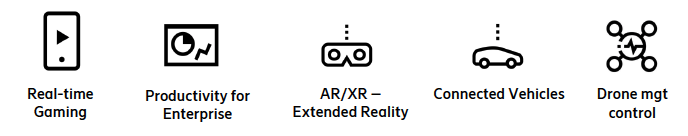 Real-time
Gaming
Productivity for
Enterprise
AR/XR –
Extended Reality
Connected Vehicles
Drone mgt
control